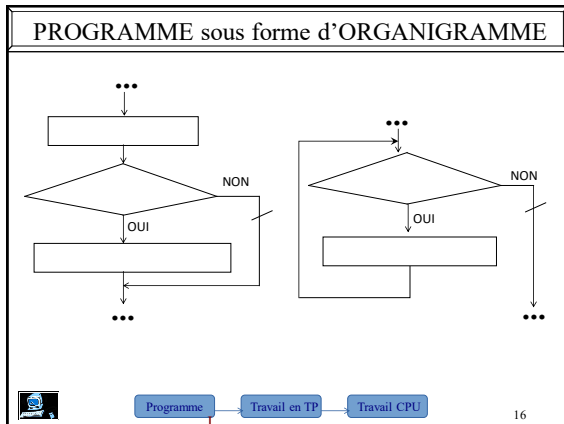 PROGRAMME sous forme d'ORGANIGRAMME
•••
NON
OUI
•••
•••
NON
OUI
•••
Programme
Travail en TP
Travail CPU
16